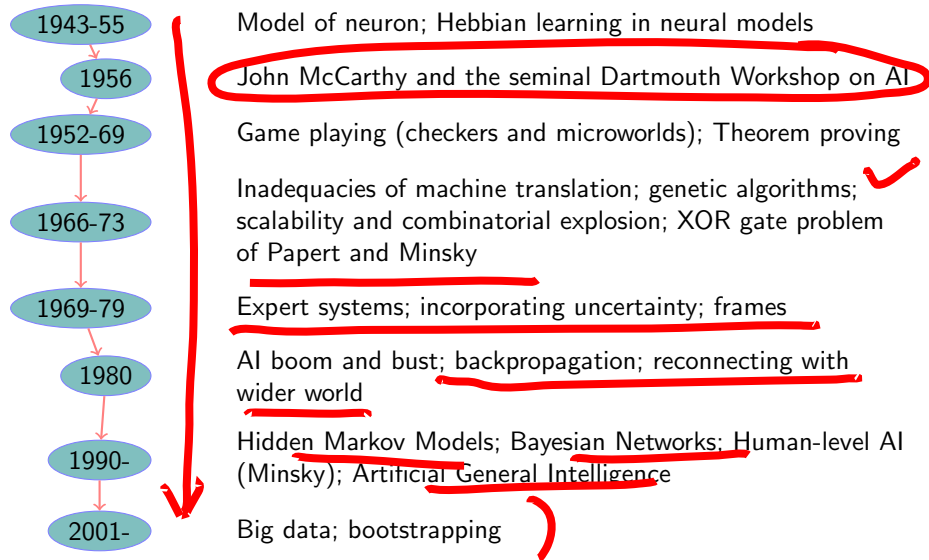 1943-55 Model of neuron; Hebbian learning in neural models
1956 John McCarthy and the seminal Dartmouth Workshop on AI
1952-69 Game playing (checkers and microworlds); Theorem proving
Inadequacies of machine translation; genetic algorithms;
1966-73 scalability and combinatorial explosion; XOR gate problem
of Papert and Minsky
1969-79 Expert systems; incorporating uncertainty; frames
AI boom and bust; backpropagation; reconnecting with
1980
wider world
Hidden Markov Models; Bayesian Networks; Human-level AI
1990-
(Minsky); Artificial General Intelligence
2001- Big data; bootstrapping